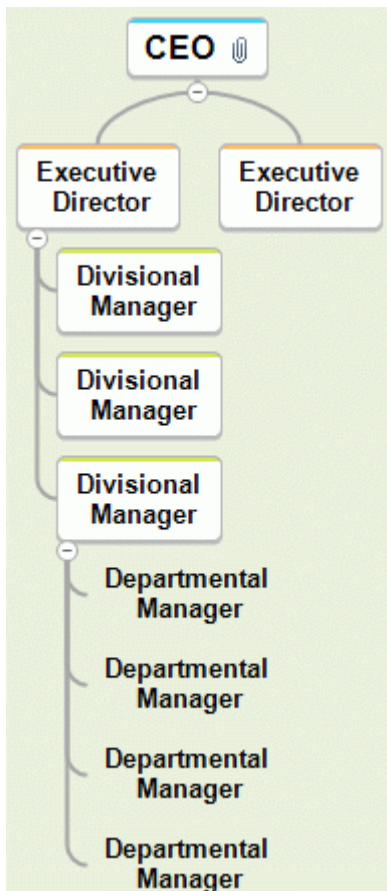 CEO
Executive
Director
Executive
Director
Divisional
Manager
Divisional
Manager
Divisional
Manager
Departmental
Manager
Departmental
Manager
Departmental
Manager
Departmental
Manager